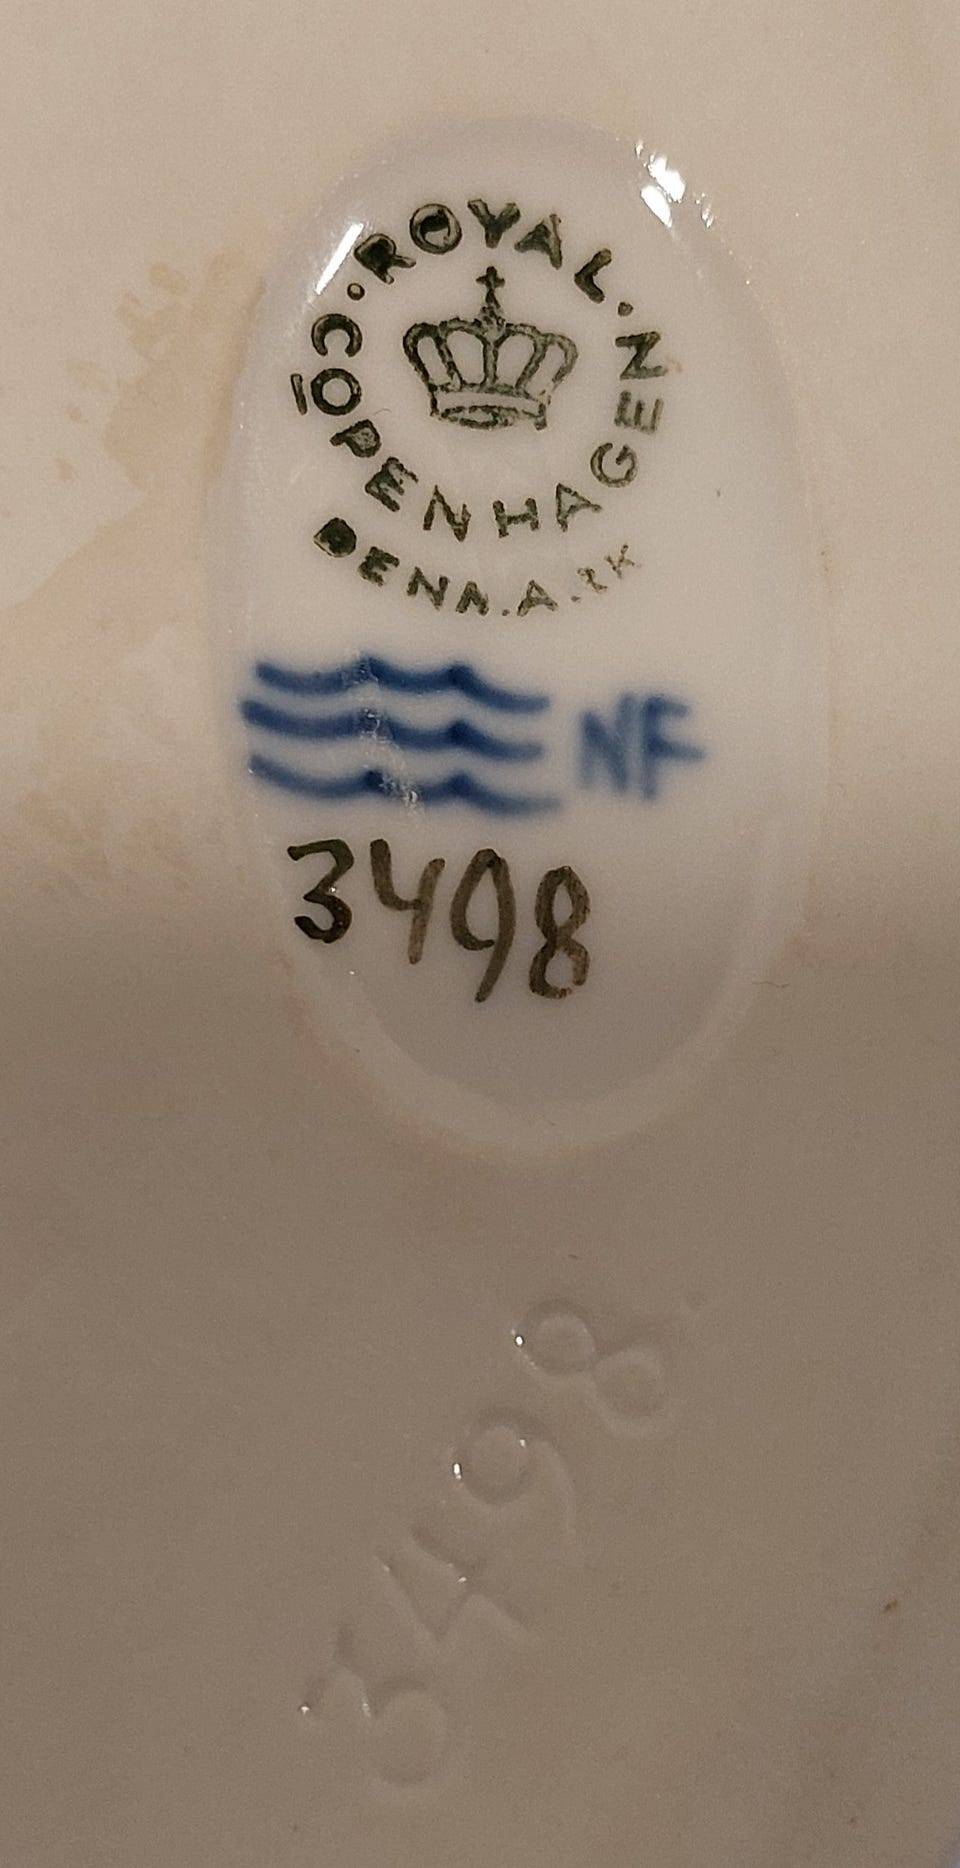 ROYAL.
COPENHAGEN.
DENMARK
NF
3498
3498